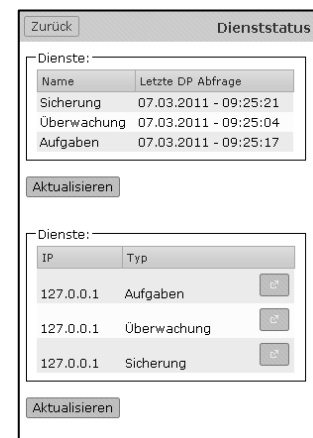 Zurück Dienststatus
Dienste:
Name Letzte DP Abfrage
Sicherung 07.03.2011 - 09:25:21
Überwachung 07.03.2011 - 09:25:04
Aufgaben 07.03.2011 - 09:25:17
Aktualisieren
Dienste:
IP Typ
127.0.0.1 Aufgaben
127.0.0.1 Überwachung
127.0.0.1 Sicherung
Aktualisieren